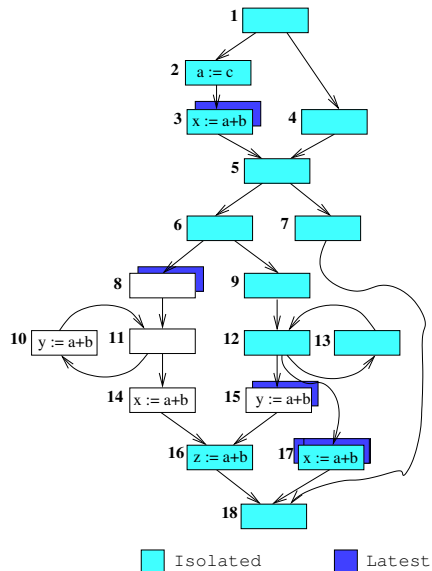 1
2 a := c
3 x := a+b 4
5
6 7
8 9
10 y := a+b 11 12 13
14 x := a+b 15 y := a+b
16 z := a+b 17 x := a+b
18
Isolated Latest